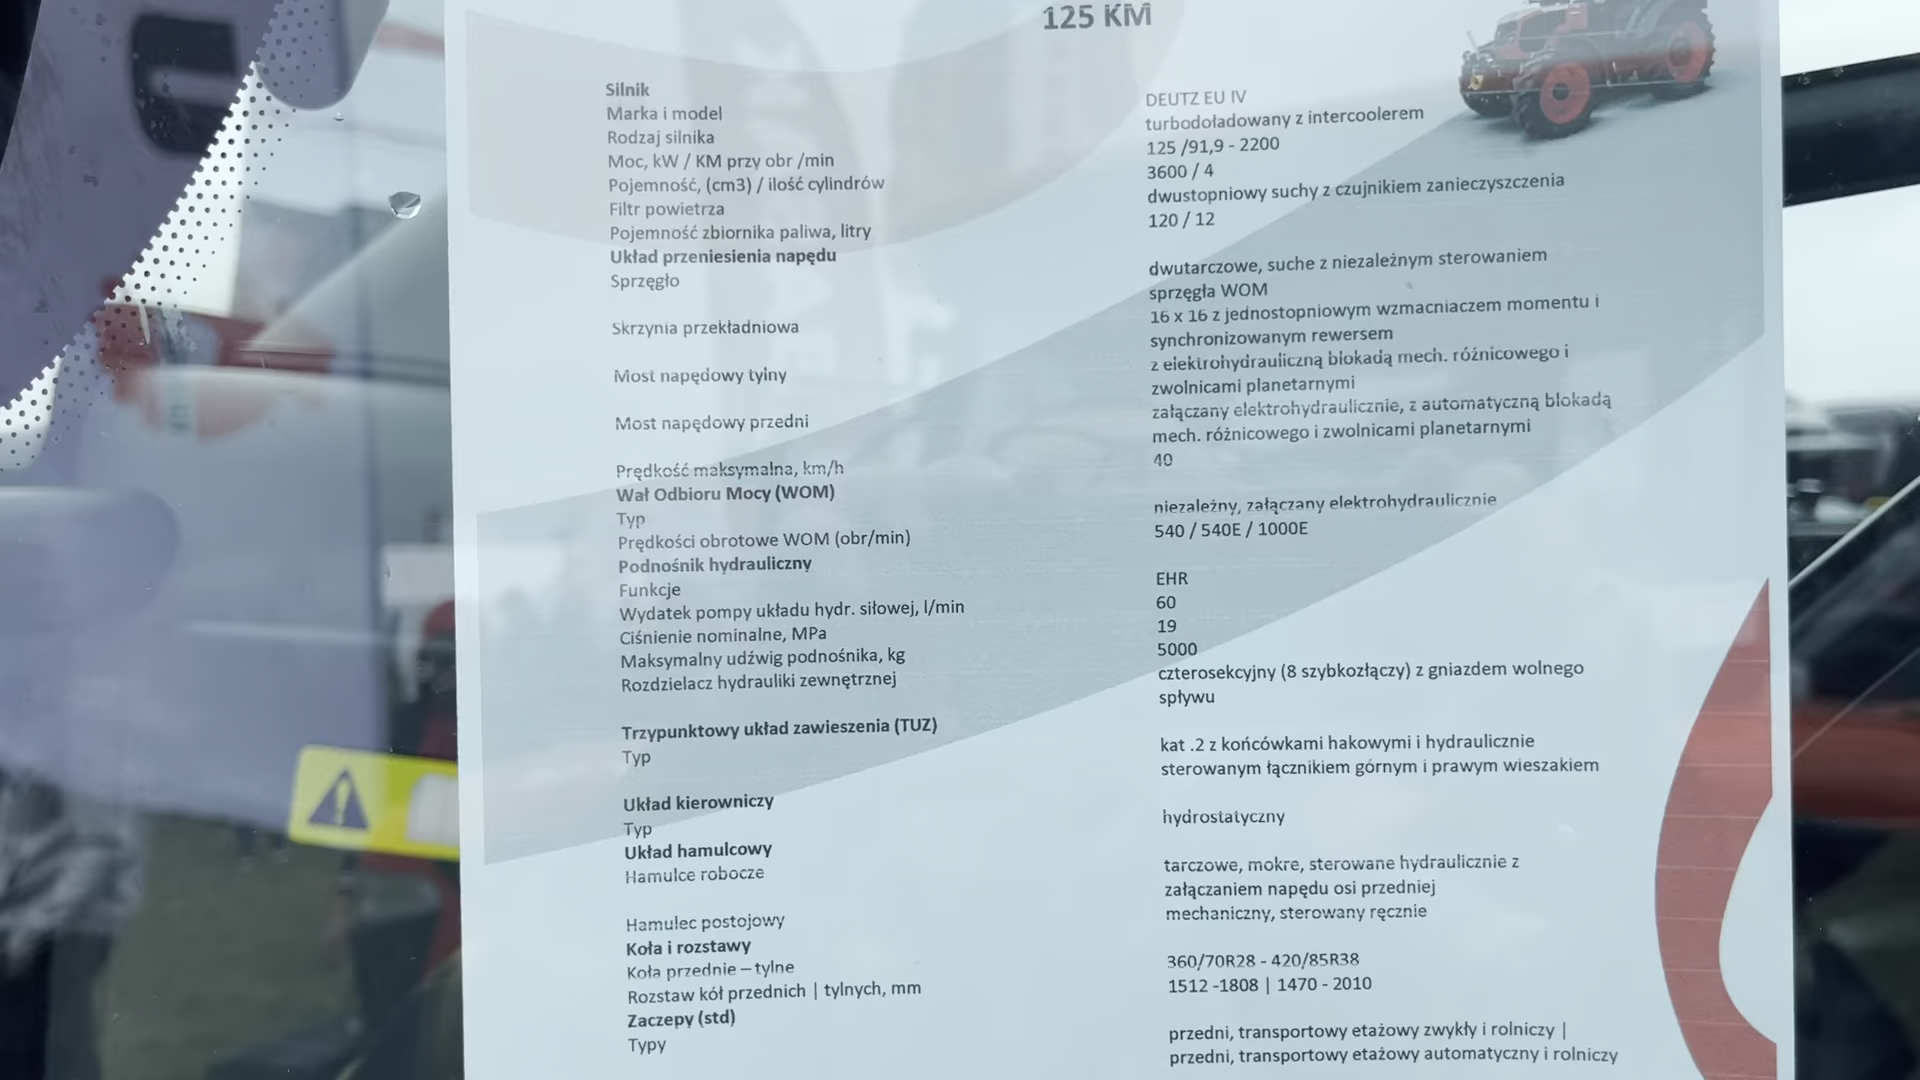 125 KM
Silnik
Marka i model DEUTZ EU IV
Rodzaj silnika turbodoładowany z intercoolerem
Moc, kW / KM przy obr /min 125 /91,9 - 2200
Pojemność, (cm3) / ilość cylindrów 3600 / 4
Filtr powietrza dwustopniowy suchy z czujnikiem zanieczyszczenia
Pojemność zbiornika paliwa, litry 120 / 12
Układ przeniesienia napędu
Sprzęgło dwutarczowe, suche z niezależnym sterowaniem
sprzęgła WOM
Skrzynia przekładniowa 16 x 16 z jednostopniowym wzmacniaczem momentu i
synchronizowanym rewersem
Most napędowy tylny z elektrohydrauliczną blokadą mech. różnicowego i
zwolnicami planetarnymi
Most napędowy przedni załączany elektrohydraulicznie, z automatyczną blokadą
mech. różnicowego i zwolnicami planetarnymi
Prędkość maksymalna, km/h 40
Wał Odbioru Mocy (WOM)
Typ niezależny, załączany elektrohydraulicznie
Prędkości obrotowe WOM (obr/min) 540 / 540E / 1000E
Podnośnik hydrauliczny
Funkcje EHR
Wydatek pompy układu hydr. siłowej, l/min 60
Ciśnienie nominalne, MPa 19
Maksymalny udźwig podnośnika, kg 5000
Rozdzielacz hydrauliki zewnętrznej czterosekcyjny (8 szybkozłączy) z gniazdem wolnego
spływu
Trzypunktowy układ zawieszenia (TUZ)
Typ kat .2 z końcówkami hakowymi i hydraulicznie
sterowanym łącznikiem górnym i prawym wieszakiem
Układ kierowniczy
Typ hydrostatyczny
Układ hamulcowy
Hamulce robocze tarczowe, mokre, sterowane hydraulicznie z
załączaniem napędu osi przedniej
Hamulec postojowy mechaniczny, sterowany ręcznie
Koła i rozstawy
Koła przednie – tylne 360/70R28 - 420/85R38
Rozstaw kół przednich | tylnych, mm 1512 -1808 | 1470 - 2010
Zaczepy (std)
Typy przedni, transportowy etażowy zwykły i rolniczy |
przedni, transportowy etażowy automatyczny i rolniczy